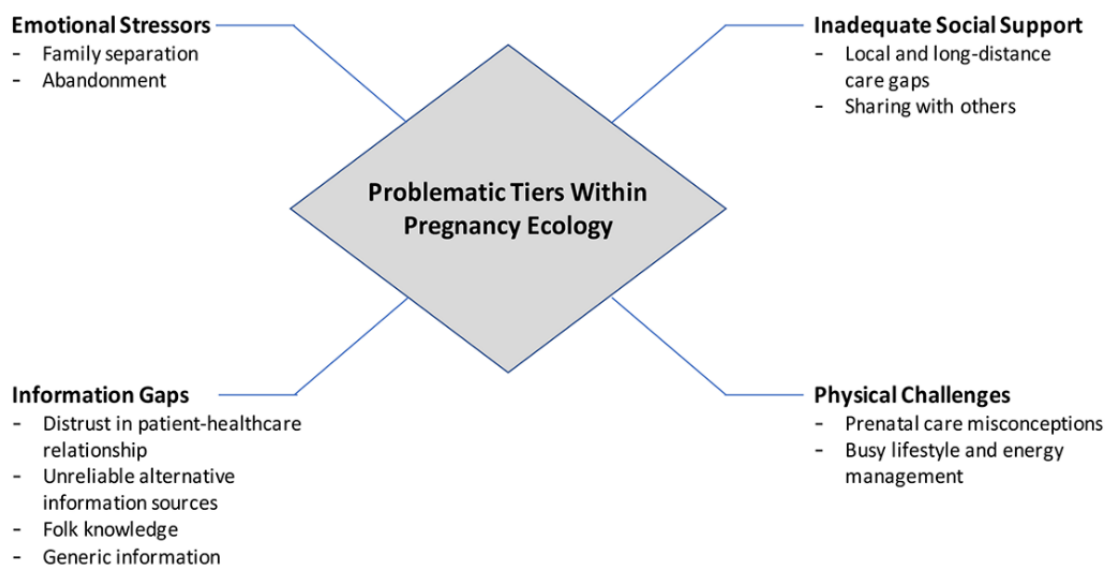 Emotional Stressors
- Family separation
- Abandonment
Inadequate Social Support
- Local and long-distance
care gaps
- Sharing with others
Problematic Tiers Within
Pregnancy Ecology
Information Gaps
- Distrust in patient-healthcare
relationship
- Unreliable alternative
information sources
- Folk knowledge
- Generic information
Physical Challenges
- Prenatal care misconceptions
- Busy lifestyle and energy
management